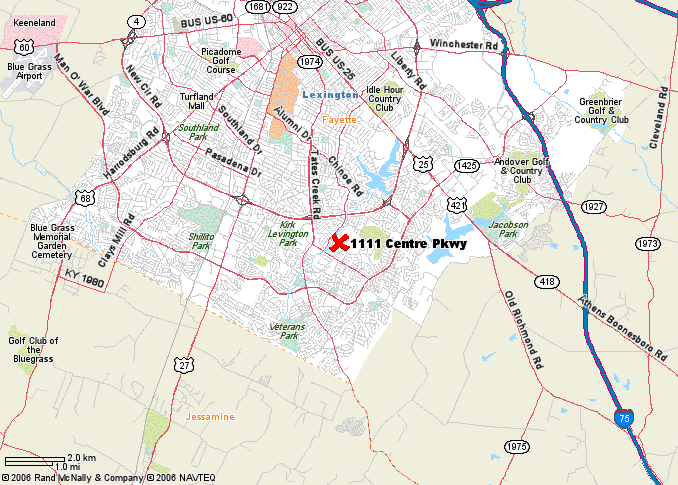 Keeneland
60
Blue Grass
Airport
4
BUS US-60
1681
922
Picadome
Golf
Course
BUS US-25
1974
Winchester Rd
Liberty Rd
Man O' War Blvd
New Cir Rd
Turfland
Mall
Lexington
Fayette
Idle Hour
Country
Club
Greenbrier
Golf &
Country Club
Cleveland Rd
Harrodsburg Rd
Southland
Park
Southland Dr
Alumni Dr
Pasadena Dr
Tates Creek Rd
Chinoe Rd
25
1425
Andover Golf
& Country
Club
68
421
1927
Blue Grass
Memorial
Garden
Cemetery
Clays Mill Rd
Shillito
Park
Kirk
Levington
Park
1111 Centre Pkwy
Jacobson
Park
1973
KY 1980
418
Athens Boonesboro Rd
Old Richmond Rd
Veterans
Park
Golf Club of
the
Bluegrass
27
Jessamine
75
1975
2.0 km
1.0 mi
© 2006 Rand McNally & Company © 2006 NAVTEQ